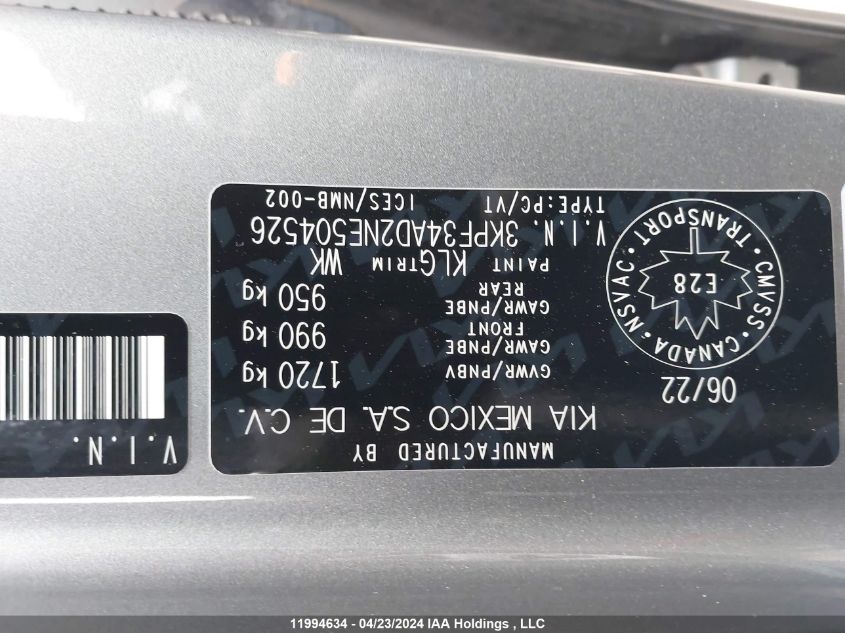 MANUFACTURED BY
KIA MEXICO S.A. DE C.V.
06/22
GVWR/PNBV 1720 kg
GAWR/PNBE FRONT 990 kg
GAWR/PNBE REAR 950 kg
PAINT KLG TRIM WK
V.I.N. 3KPF34AD2NE504526
TYPE:PC/VT ICES/NMB-002
CANADA · NSVAC · TRANSPORT · CMVSS ·
E28
V.I.N.
11994634 - 04/23/2024 IAA Holdings , LLC